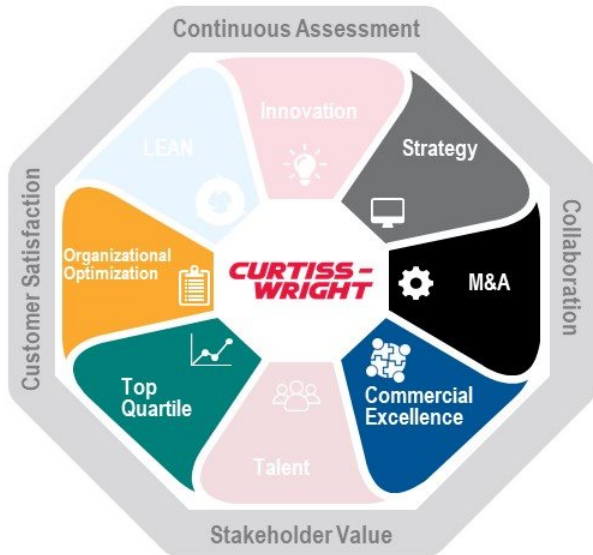 Continuous Assessment
Innovation
LEAN
Strategy
Customer Satisfaction
Organizational
Optimization
CURTISS-
WRIGHT
M&A
Collaboration
Top
Quartile
Commercial
Excellence
Talent
Stakeholder Value